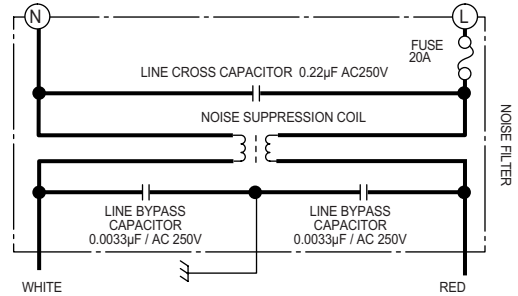 N
L
FUSE
20A
LINE CROSS CAPACITOR 0.22µF AC250V
NOISE SUPPRESSION COIL
NOISE FILTER
LINE BYPASS
CAPACITOR
0.0033µF / AC 250V
LINE BYPASS
CAPACITOR
0.0033µF / AC 250V
WHITE
RED